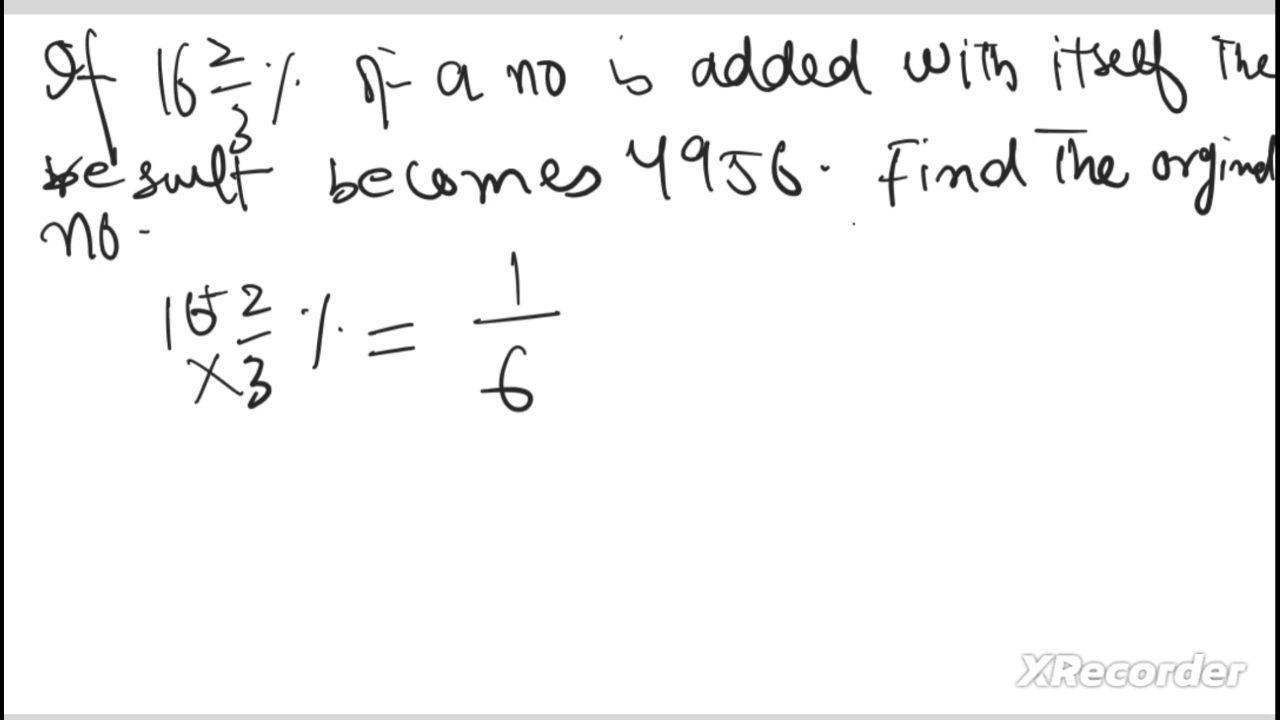 If 16 2/3 % of a no is added with itself the
result becomes 4956. Find The orginal
no.
16 2/3 % = 1/6
XRecorder